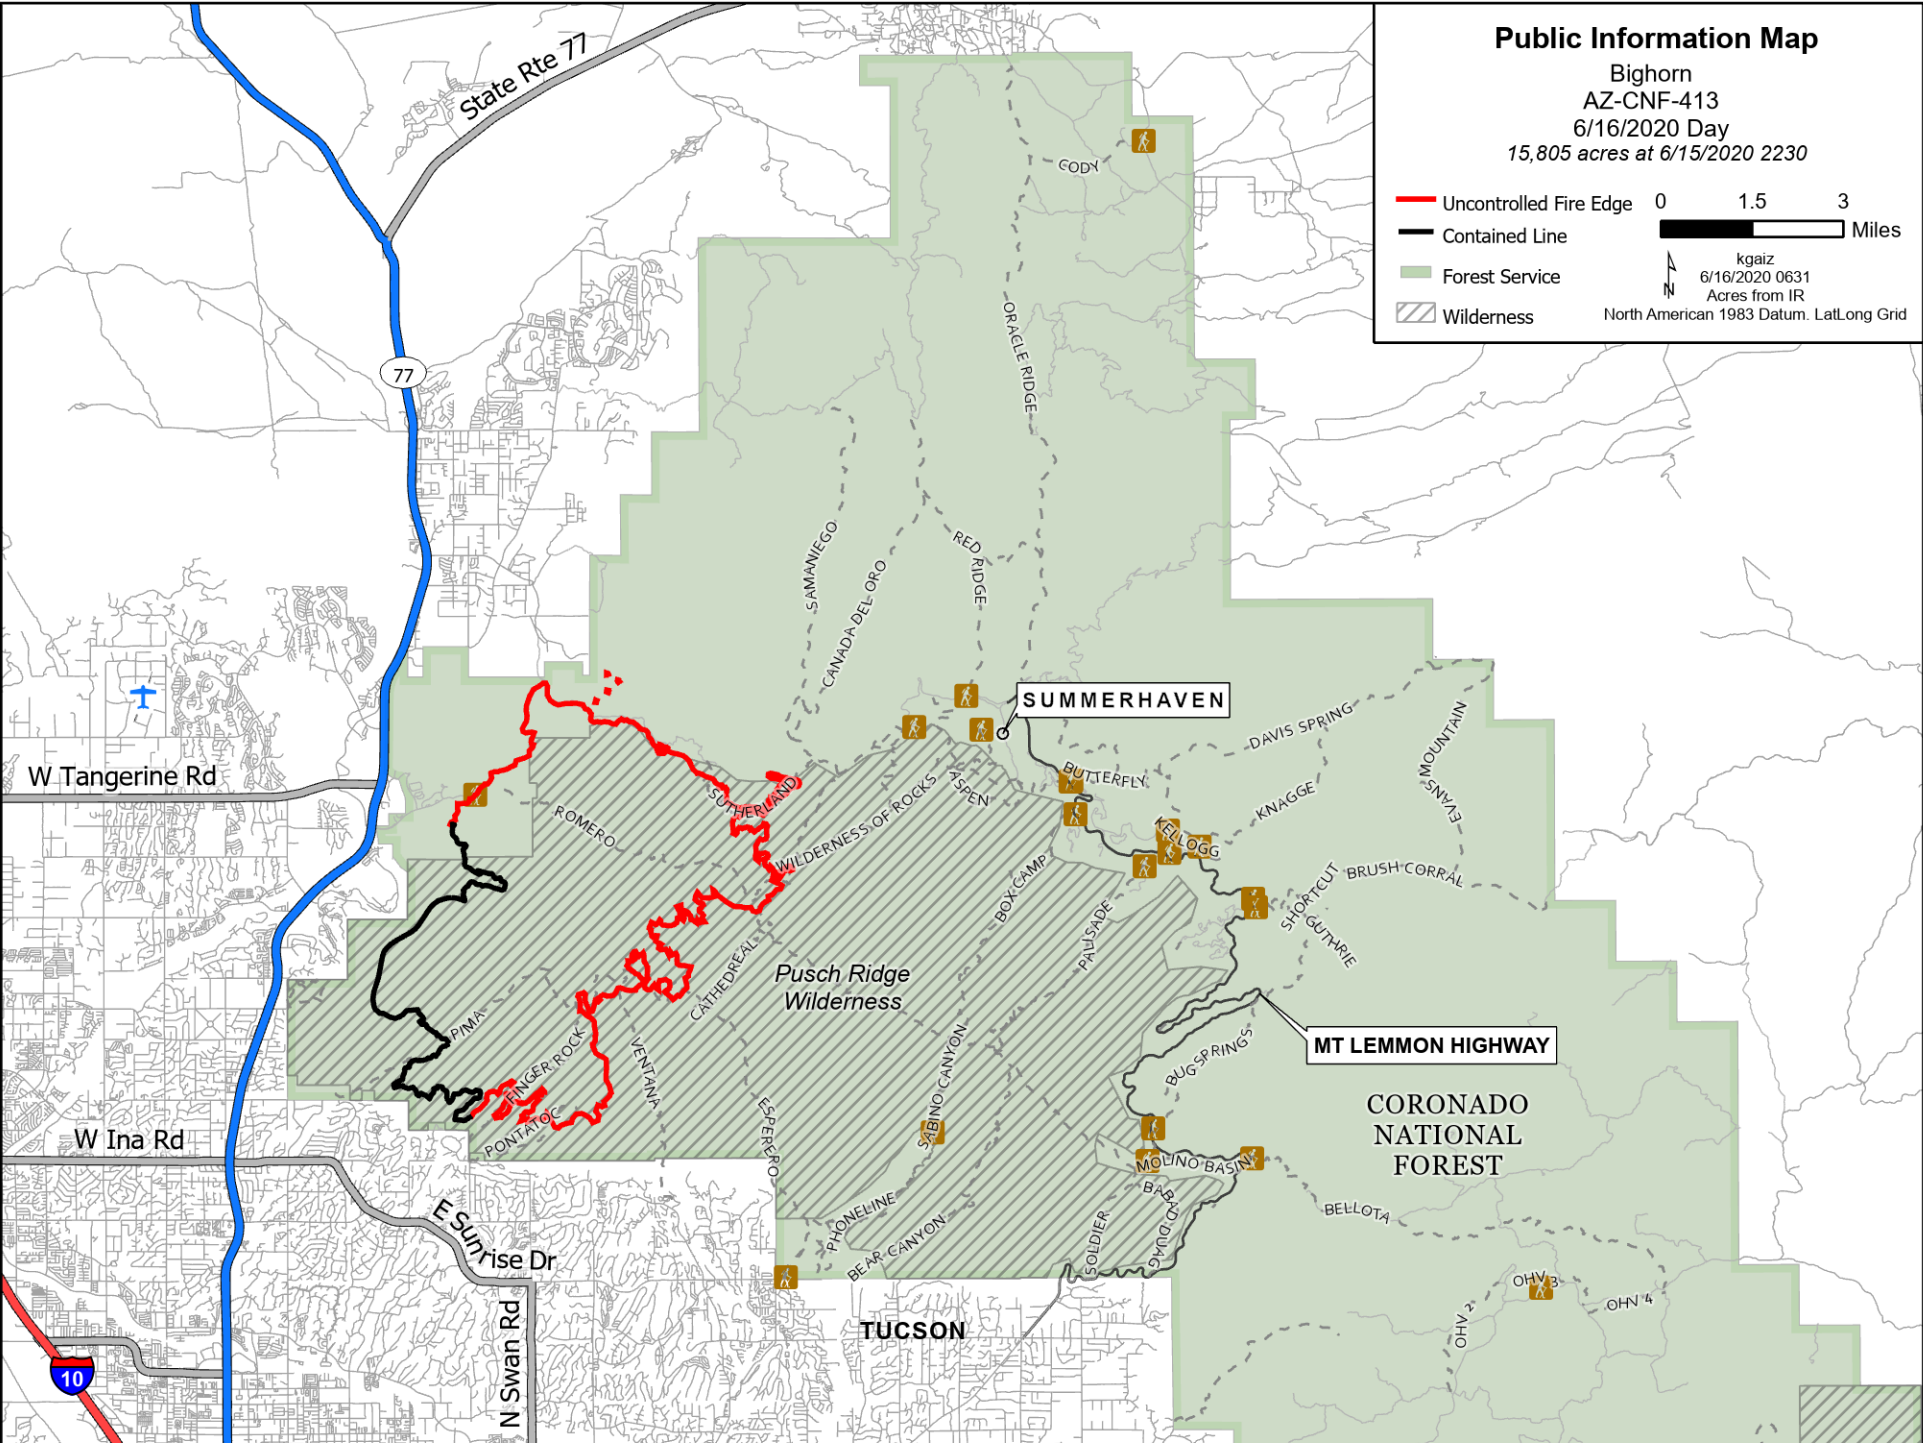 Public Information Map
Bighorn
AZ-CNF-413
6/16/2020 Day
15,805 acres at 6/15/2020 2230
Uncontrolled Fire Edge
Contained Line
Forest Service
Wilderness
0 1.5 3
Miles
N
kgaiz
6/16/2020 0631
Acres from IR
North American 1983 Datum. LatLong Grid
State Rte 77
CODY
ORACLE RIDGE
77
SAMANIEGO
CANADA DEL ORO
RED RIDGE
SUMMERHAVEN
W Tangerine Rd
DAVIS SPRING
EVANS MOUNTAIN
BUTTERFLY
KNAGGE
ASPEN
SUTHERLAND
ROMERO
WILDERNESS OF ROCKS
KELLOGG
BOX CAMP
SHORTCUT
BRUSH CORRAL
PALISADE
GUTHRIE
CATHEDREAL
Pusch Ridge
Wilderness
PIMA
FINGER ROCK
VENTANA
SABINO CANYON
BUG SPRINGS
MT LEMMON HIGHWAY
PONTATOC
ESPERERO
CORONADO
NATIONAL
FOREST
W Ina Rd
MOLINO BASIN
BABAD DUAG
PHONELINE
BEAR CANYON
SOLDIER
BELLOTA
E Sunrise Dr
OHV 3
OHV 4
OHV 2
N Swan Rd
TUCSON
10